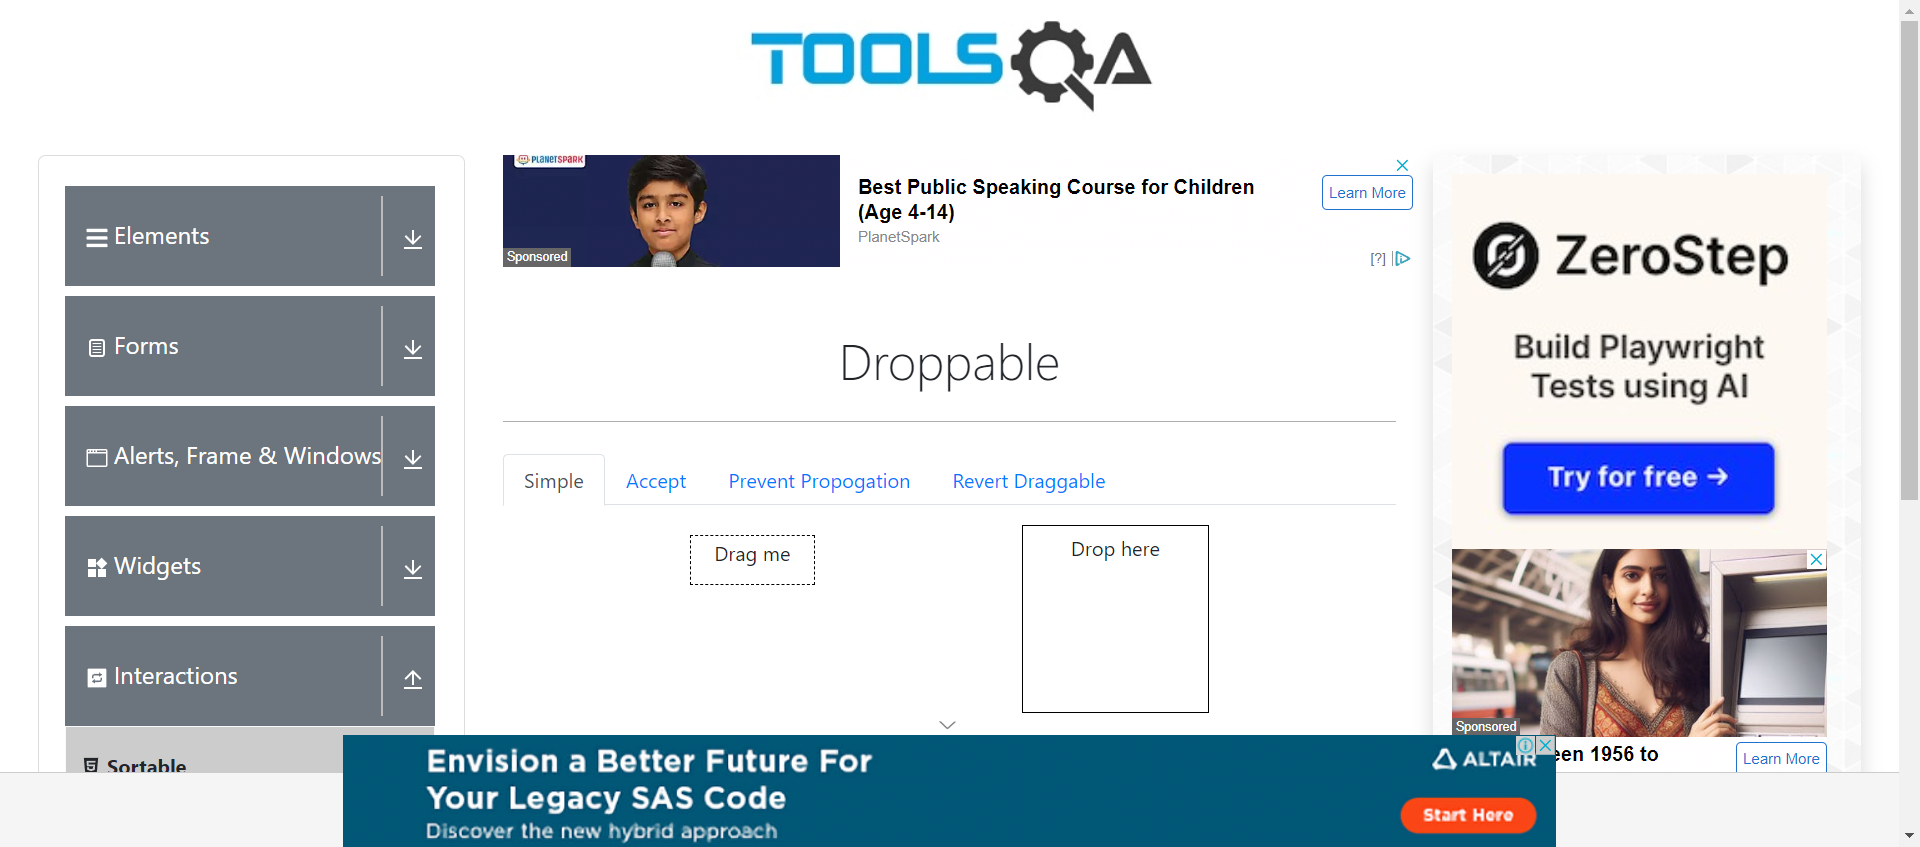 TOOLSQA
Elements
Forms
Alerts, Frame & Windows
Widgets
Interactions
Sortable
PLANETSPARK
Sponsored
Best Public Speaking Course for Children
(Age 4-14)
PlanetSpark
Learn More
[?]
Droppable
Simple
Accept
Prevent Propogation
Revert Draggable
Drag me
Drop here
ZeroStep
Build Playwright
Tests using AI
Try for free →
Sponsored
een 1956 to
Learn More
Envision a Better Future For
Your Legacy SAS Code
Discover the new hybrid approach
ALTAIR
Start Here